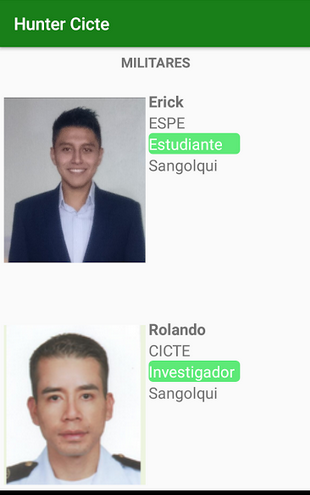 Hunter Cicte
MILITARES
Erick
ESPE
Estudiante
Sangolqui
Rolando
CICTE
Investigador
Sangolqui